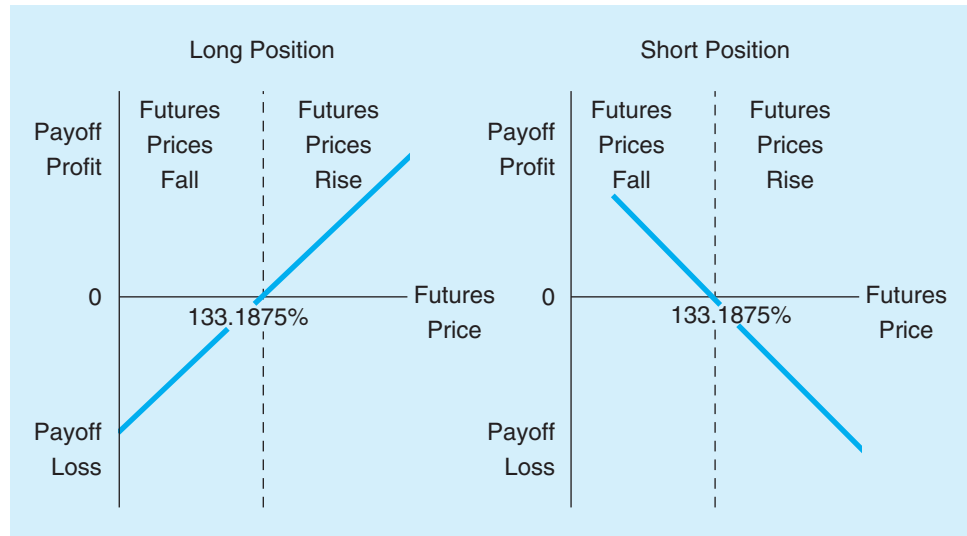 Long Position
Futures
Prices
Fall
Futures
Prices
Rise
Payoff
Profit
0
133.1875%
Futures
Price
Payoff
Loss
Short Position
Futures
Prices
Fall
Futures
Prices
Rise
Payoff
Profit
0
133.1875%
Futures
Price
Payoff
Loss